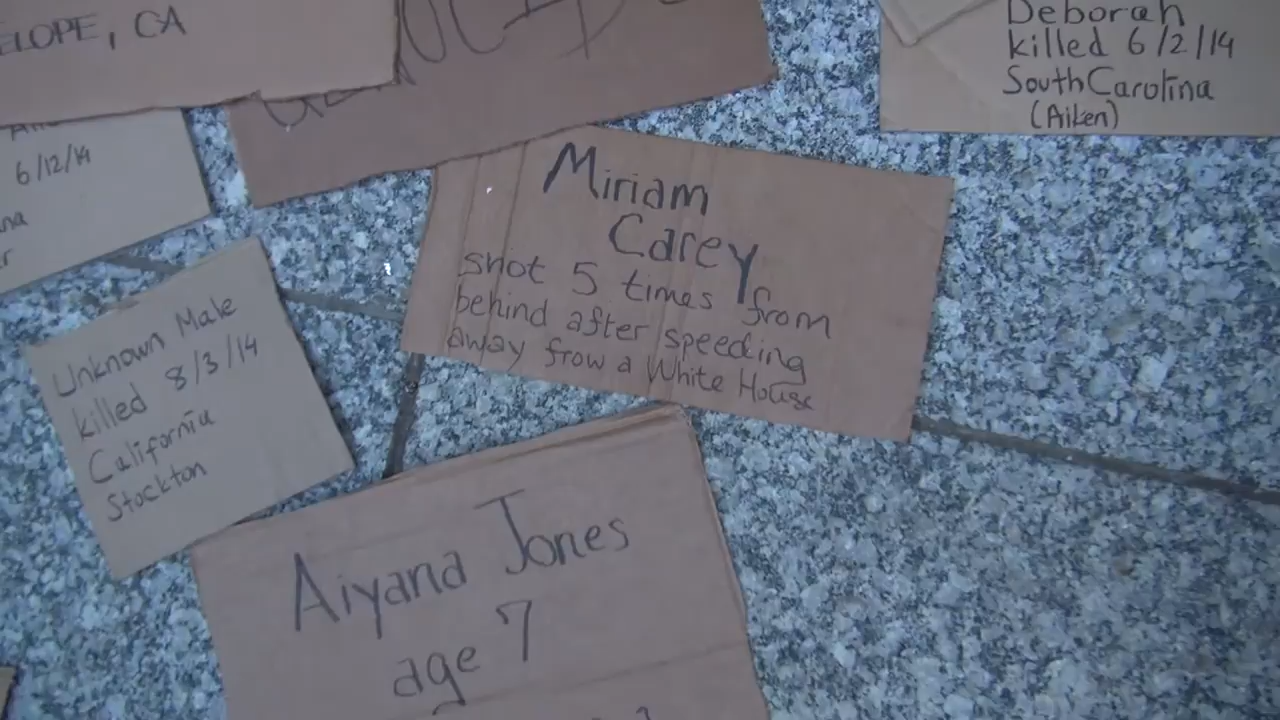 ELOPE, CA
6/12/14
na
r
Deborah
killed 6/2/14
South Carolina
(Aiken)
Miriam
Carey
shot 5 times from
behind after speeding
away from a White House
Unknown Male
killed 8/3/14
California
Stockton
Aiyana Jones
age 7